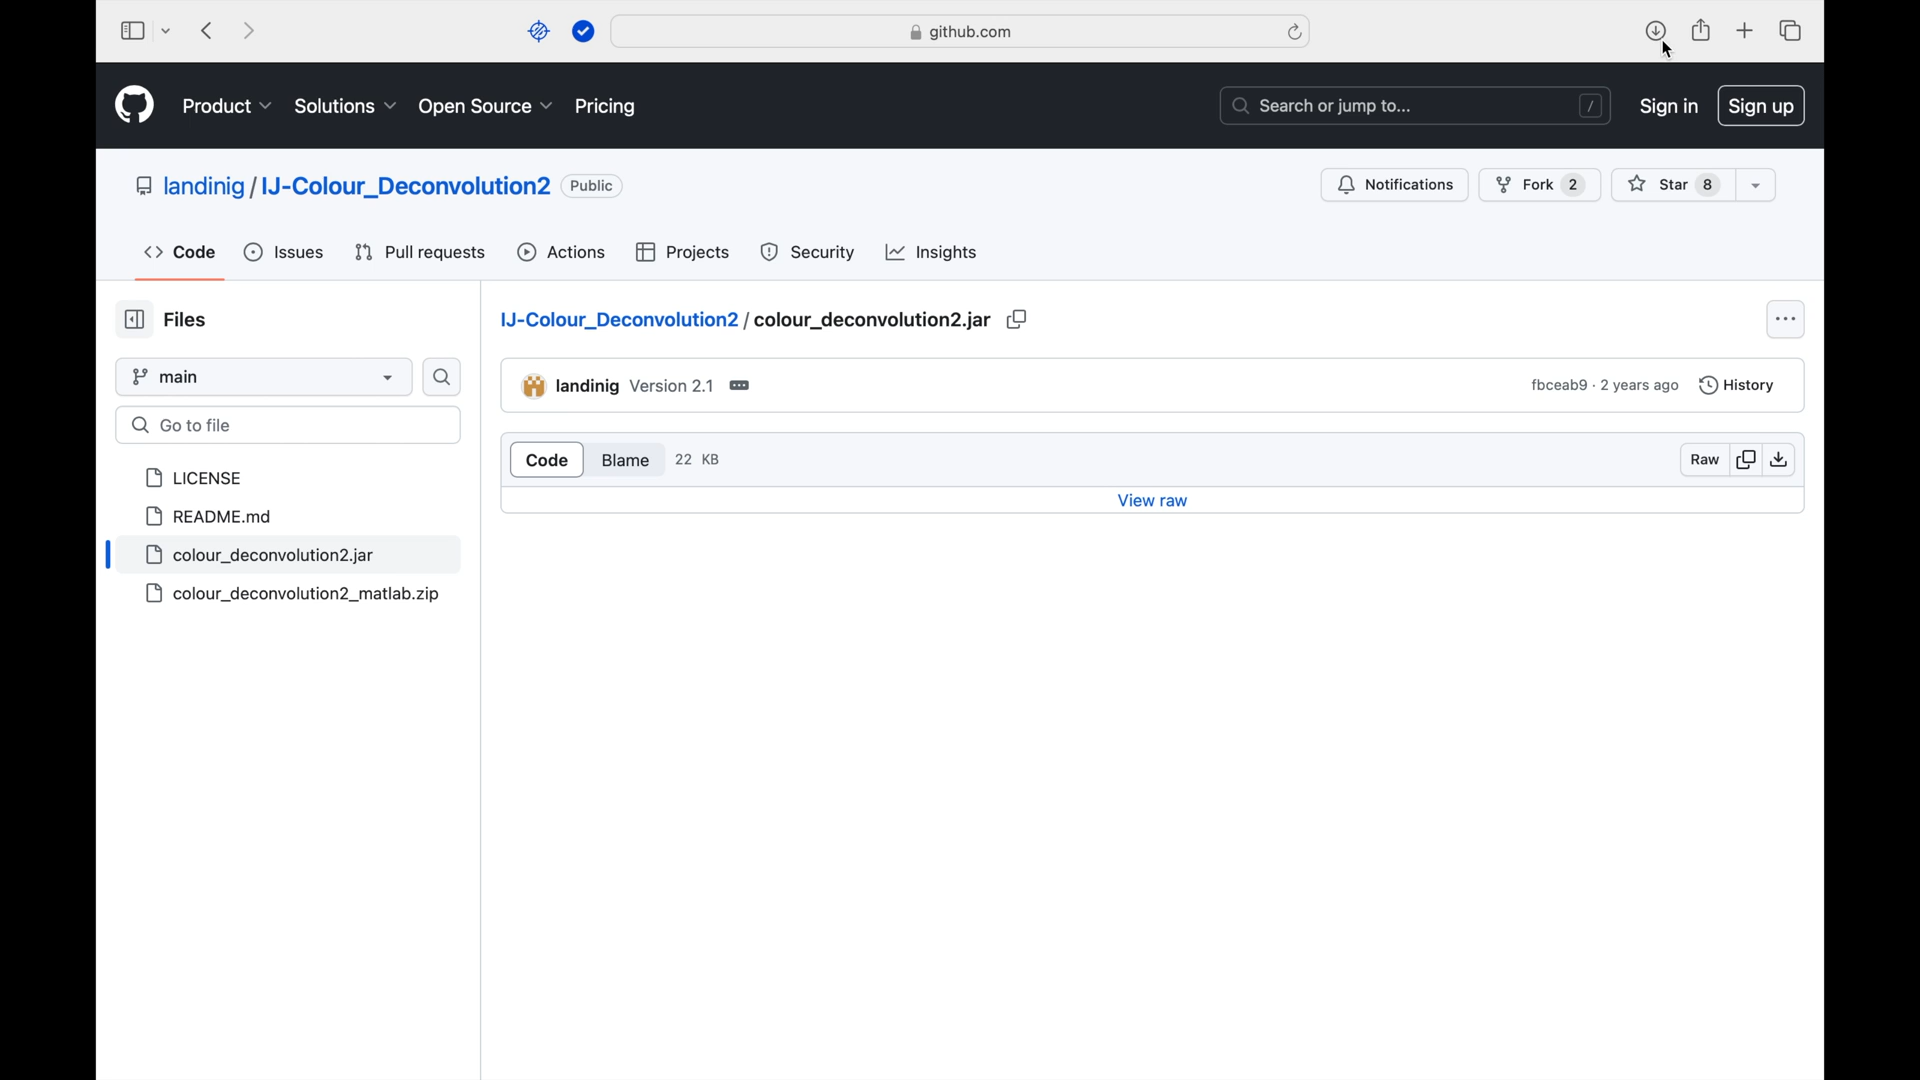 github.com
Product Solutions Open Source Pricing Search or jump to... / Sign in Sign up
landinig / IJ-Colour_Deconvolution2 Public Notifications Fork 2 Star 8
Code Issues Pull requests Actions Projects Security Insights
Files
IJ-Colour_Deconvolution2 / colour_deconvolution2.jar
main
landinig Version 2.1 fbceab9 · 2 years ago History
Go to file
Code Blame 22 KB Raw
View raw
LICENSE
README.md
colour_deconvolution2.jar
colour_deconvolution2_matlab.zip